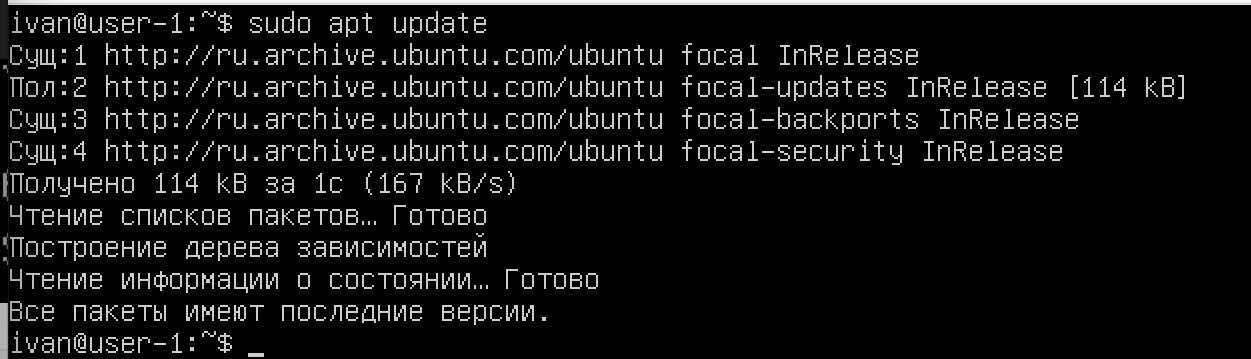 ivan@user-1:~$ sudo apt update
Сущ:1 http://ru.archive.ubuntu.com/ubuntu focal InRelease
Пол:2 http://ru.archive.ubuntu.com/ubuntu focal-updates InRelease [114 kB]
Сущ:3 http://ru.archive.ubuntu.com/ubuntu focal-backports InRelease
Сущ:4 http://ru.archive.ubuntu.com/ubuntu focal-security InRelease
Получено 114 kB за 1с (167 kB/s)
Чтение списков пакетов… Готово
Построение дерева зависимостей
Чтение информации о состоянии… Готово
Все пакеты имеют последние версии.
ivan@user-1:~$ _